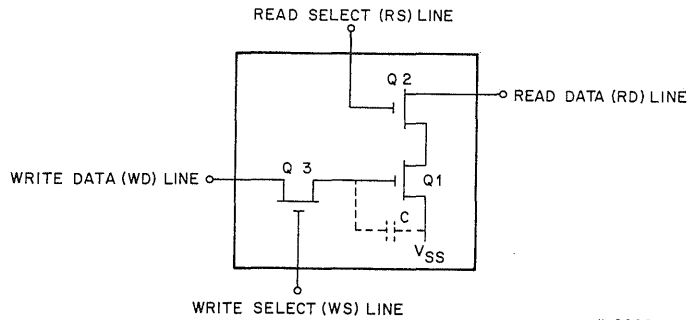 READ SELECT (RS) LINE
Q 2
READ DATA (RD) LINE
Q 3
WRITE DATA (WD) LINE
Q1
C
VSS
WRITE SELECT (WS) LINE